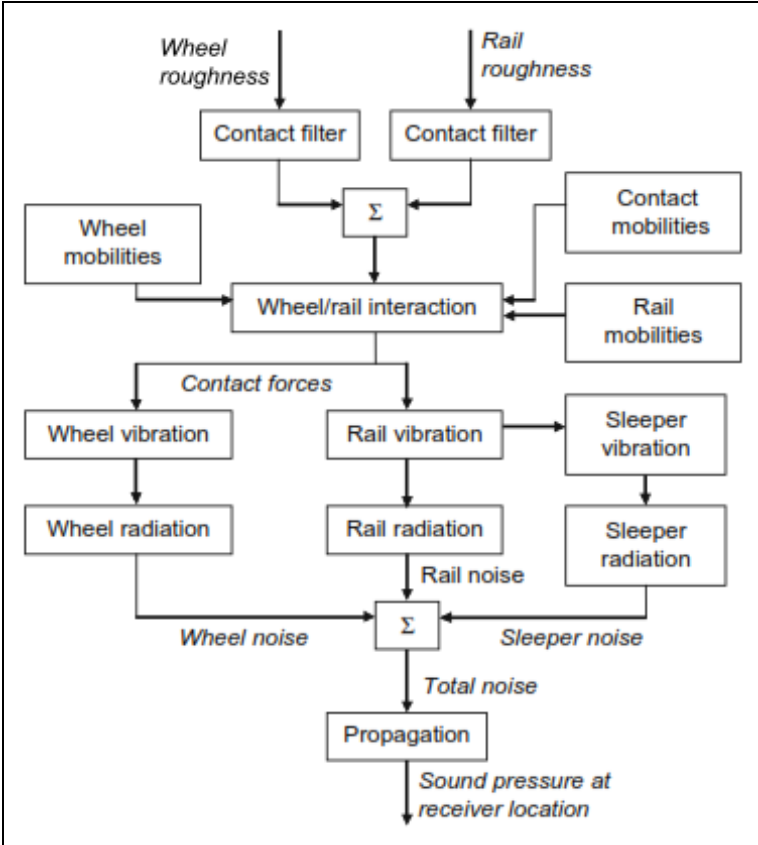 Wheel
roughness
Rail
roughness
Contact filter
Contact filter
Σ
Wheel
mobilities
Contact
mobilities
Wheel/rail interaction
Rail
mobilities
Contact forces
Wheel vibration
Rail vibration
Sleeper
vibration
Wheel radiation
Rail radiation
Sleeper
radiation
Rail noise
Wheel noise
Σ
Sleeper noise
Total noise
Propagation
Sound pressure at
receiver location